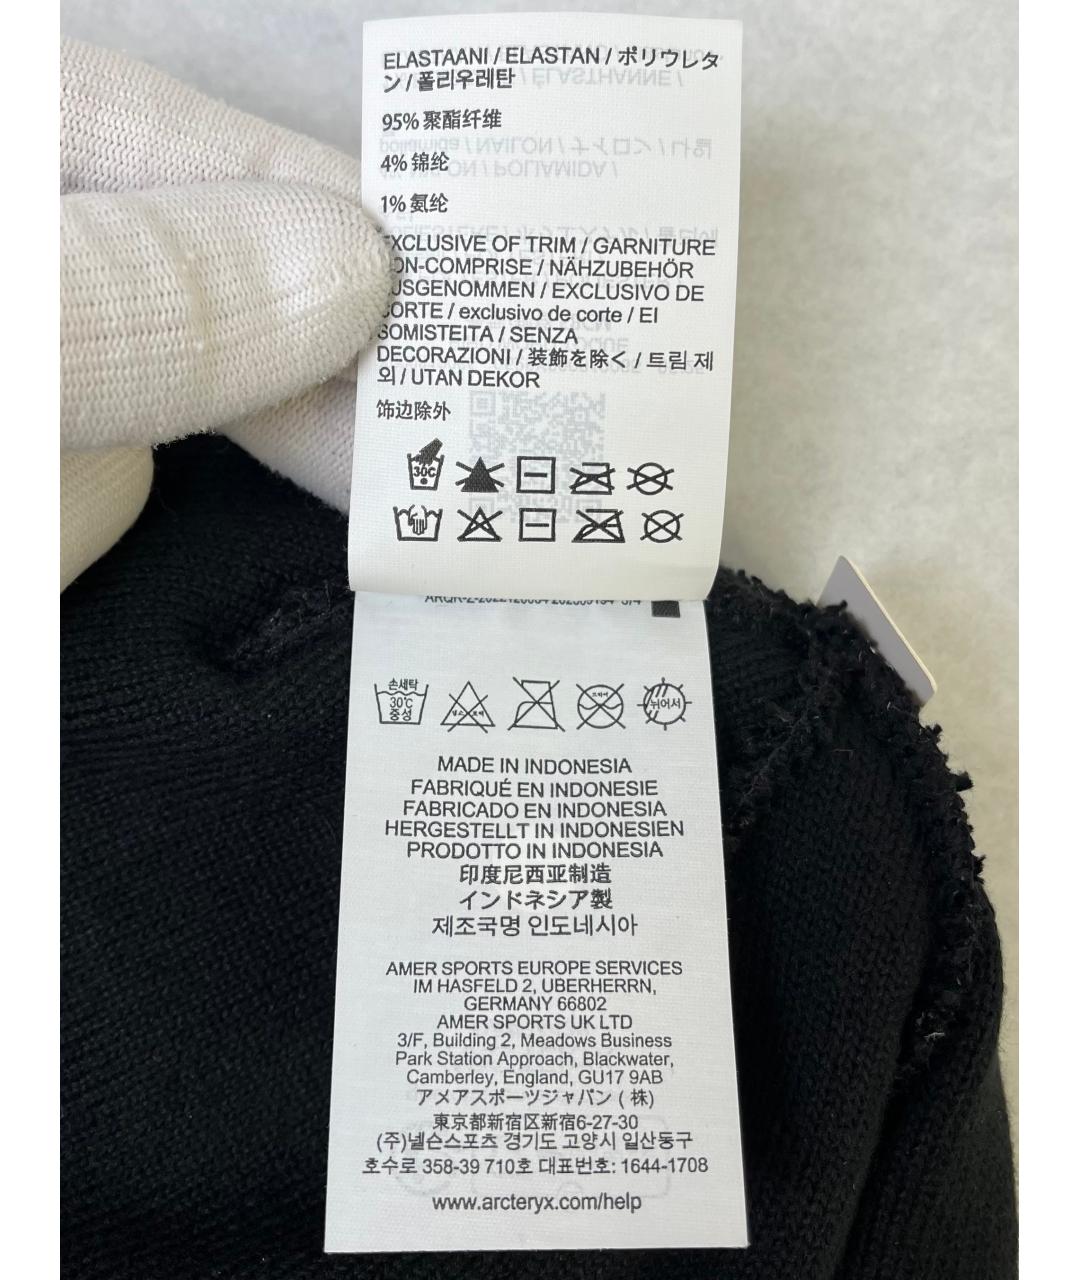 ELASTAANI / ELASTAN / ポリウレタ
ン / 폴리우레탄
95% 聚酯纤维
4% 锦纶
1% 氨纶
EXCLUSIVE OF TRIM / GARNITURE
ON-COMPRISE / NÄHZUBEHÖR
USGENOMMEN / EXCLUSIVO DE
CORTE / exclusivo de corte / EI
SOMISTEITA / SENZA
DECORAZIONI / 装飾を除く / 트림 제
외 / UTAN DEKOR
饰边除外
30C
손세탁
30℃
중성
드라이
뉘어서
MADE IN INDONESIA
FABRIQUÉ EN INDONESIE
FABRICADO EN INDONESIA
HERGESTELLT IN INDONESIEN
PRODOTTO IN INDONESIA
印度尼西亚制造
インドネシア製
제조국명 인도네시아
AMER SPORTS EUROPE SERVICES
IM HASFELD 2, UBERHERRN,
GERMANY 66802
AMER SPORTS UK LTD
3/F, Building 2, Meadows Business
Park Station Approach, Blackwater,
Camberley, England, GU17 9AB
アメアスポーツジャパン ( 株)
東京都新宿区新宿6-27-30
(주)넬슨스포츠 경기도 고양시 일산동구
호수로 358-39 710호 대표번호: 1644-1708
www.arcteryx.com/help